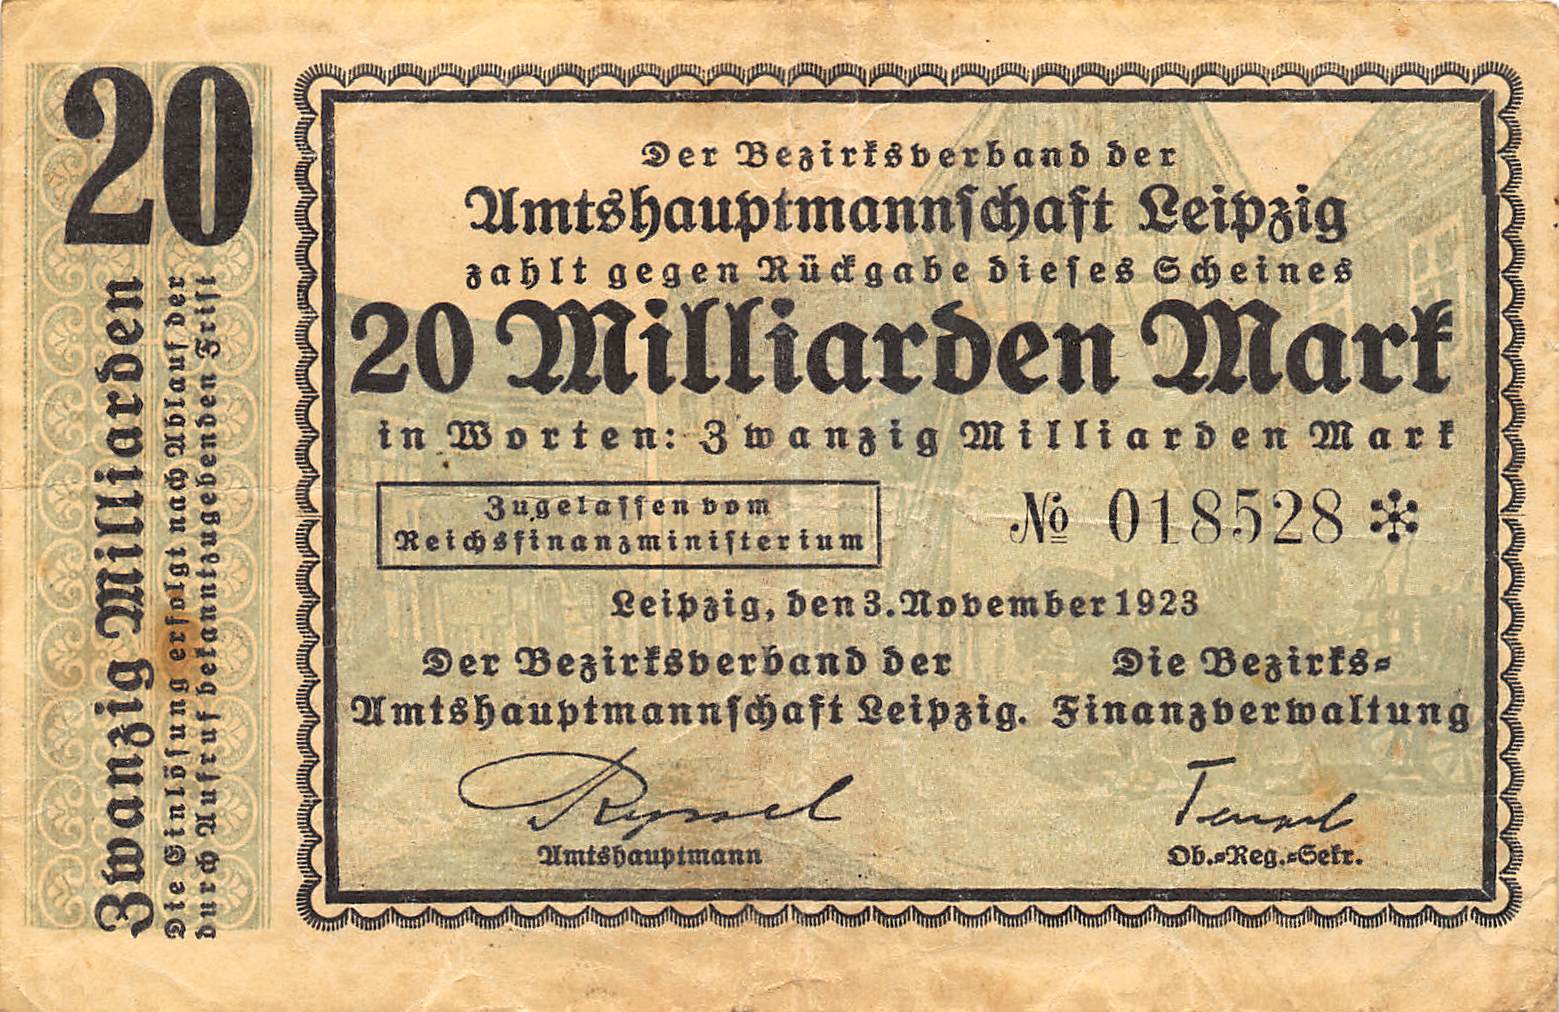 20
Zwanzig Milliarden
Die Einlösung erfolgt nach Ablauf der
durch Aufruf bekanntzugebenden Frist
Der Bezirksverband der
Amtshauptmannschaft Leipzig
zahlt gegen Rückgabe dieses Scheines
20 Milliarden Mark
in Worten: Zwanzig Milliarden Mark
Zugelassen vom
Reichsfinanzministerium
№ 018528 ✻
Leipzig, den 3. November 1923
Der Bezirksverband der
Amtshauptmannschaft Leipzig.
Die Bezirks-
Finanzverwaltung
Amtshauptmann
Ob.-Reg.-Sekr.